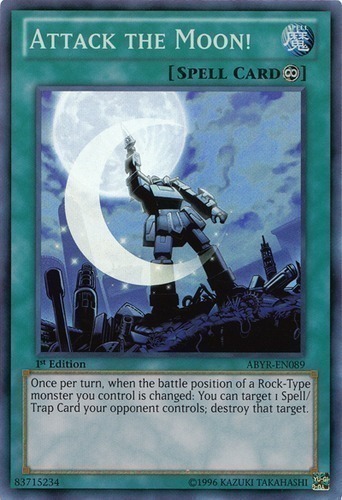 ATTACK THE MOON!
SPELL
魔
[SPELL CARD]
1st Edition
ABYR-EN089
Once per turn, when the battle position of a Rock-Type
monster you control is changed: You can target 1 Spell/
Trap Card your opponent controls; destroy that target.
83715234
©1996 KAZUKI TAKAHASHI